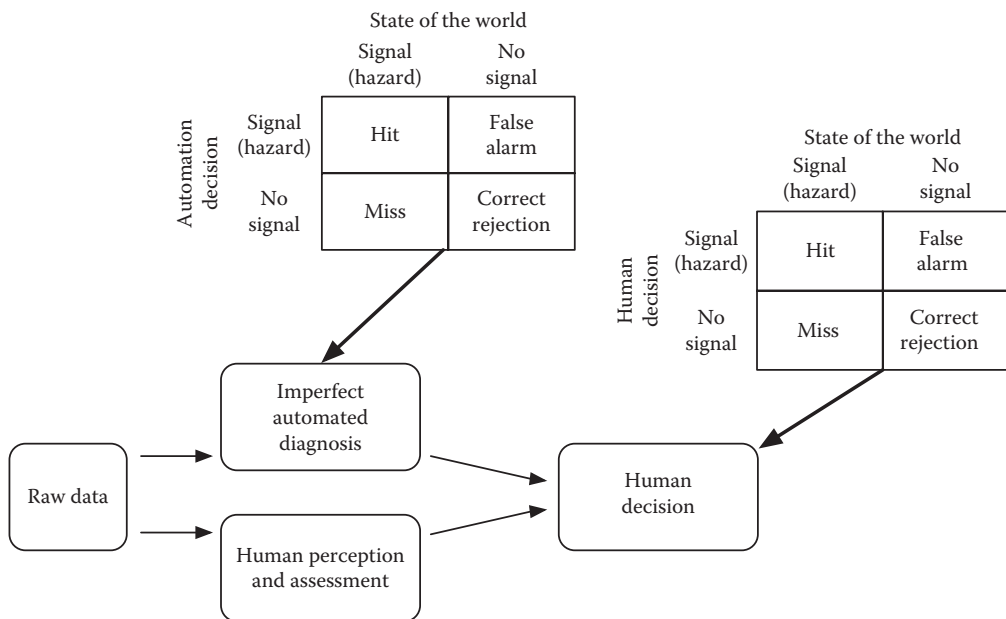 State of the world
Signal
(hazard)
No
signal
Automation
decision
Signal
(hazard)
Hit
False
alarm
No
signal
Miss
Correct
rejection
State of the world
Signal
(hazard)
No
signal
Human
decision
Signal
(hazard)
Hit
False
alarm
No
signal
Miss
Correct
rejection
Imperfect
automated
diagnosis
Raw data
Human
decision
Human perception
and assessment